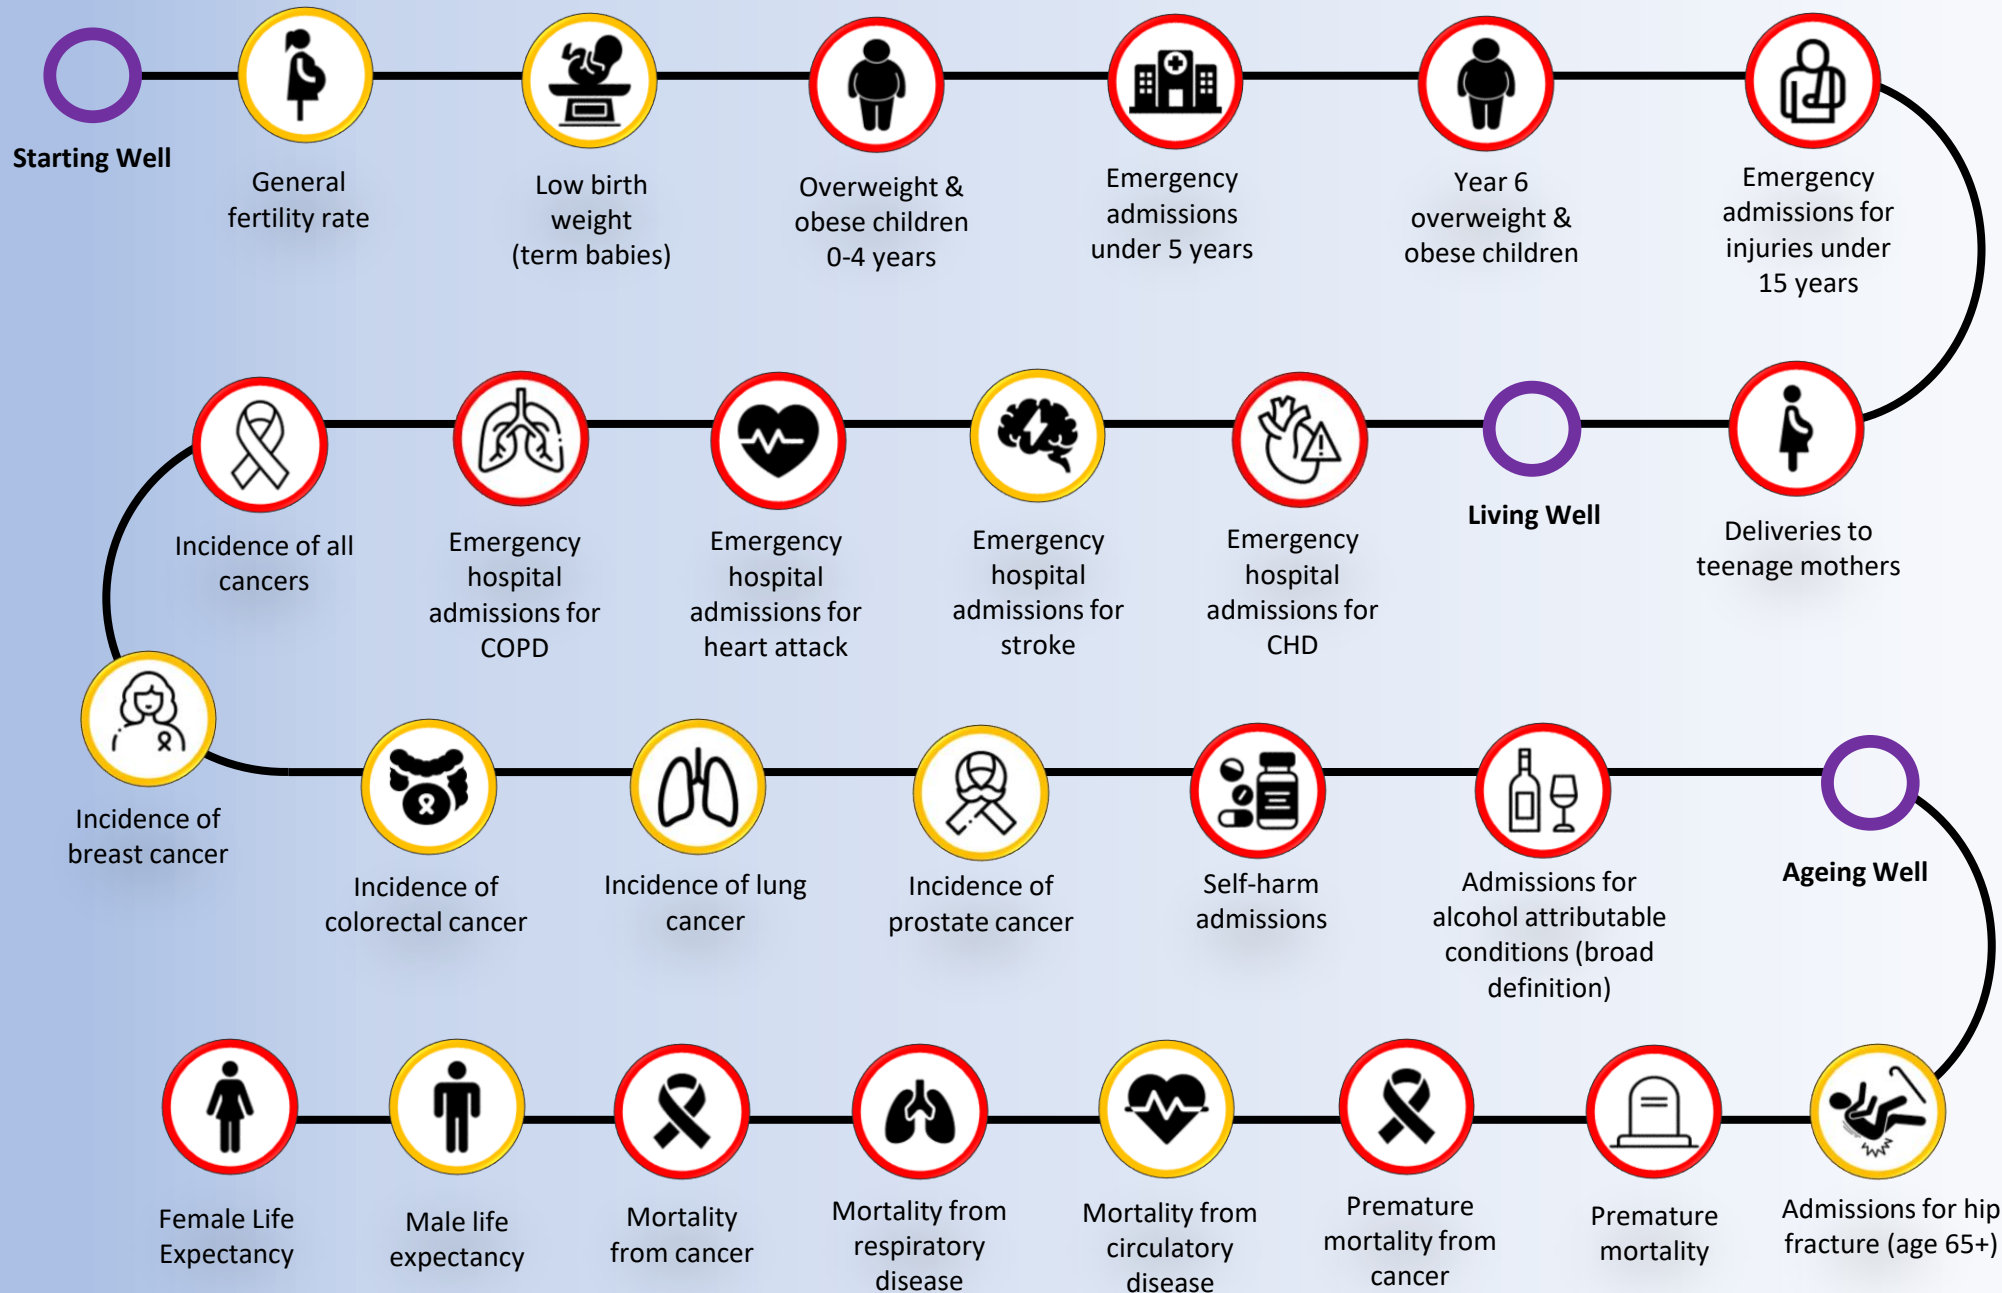 Starting Well
General
fertility rate
Low birth
weight
(term babies)
Overweight &
obese children
0-4 years
Emergency
admissions
under 5 years
Year 6
overweight &
obese children
Emergency
admissions for
injuries under
15 years
Deliveries to
teenage mothers
Living Well
Emergency
hospital
admissions for
CHD
Emergency
hospital
admissions for
stroke
Emergency
hospital
admissions for
heart attack
Emergency
hospital
admissions for
COPD
Incidence of all
cancers
Incidence of
breast cancer
Incidence of
colorectal cancer
Incidence of lung
cancer
Incidence of
prostate cancer
Self-harm
admissions
Admissions for
alcohol attributable
conditions (broad
definition)
Ageing Well
Admissions for hip
fracture (age 65+)
Premature
mortality
Premature
mortality from
cancer
Mortality from
circulatory
disease
Mortality from
respiratory
disease
Mortality
from cancer
Male life
expectancy
Female Life
Expectancy